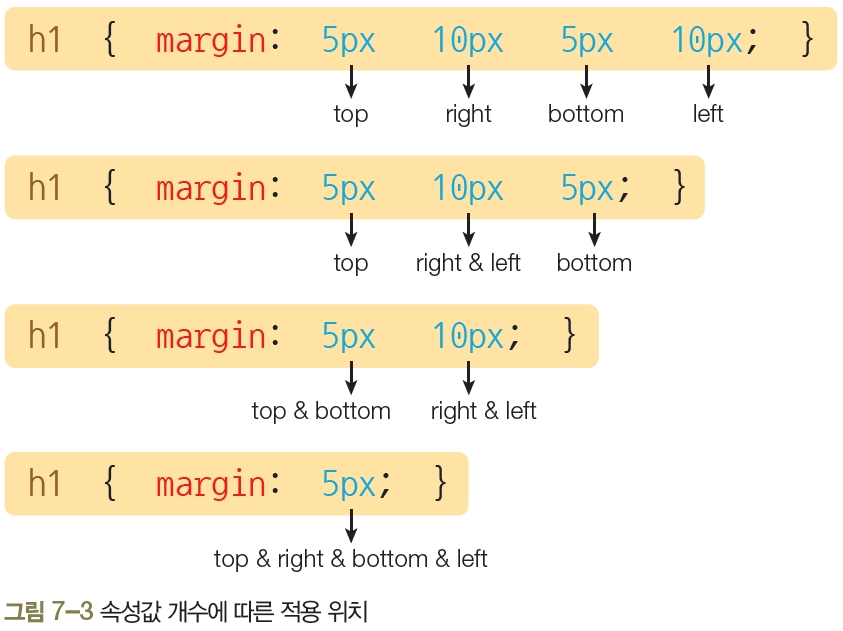 h1 { margin: 5px 10px 5px 10px; }
top right bottom left
h1 { margin: 5px 10px 5px; }
top right & left bottom
h1 { margin: 5px 10px; }
top & bottom right & left
h1 { margin: 5px; }
top & right & bottom & left
그림 7-3 속성값 개수에 따른 적용 위치